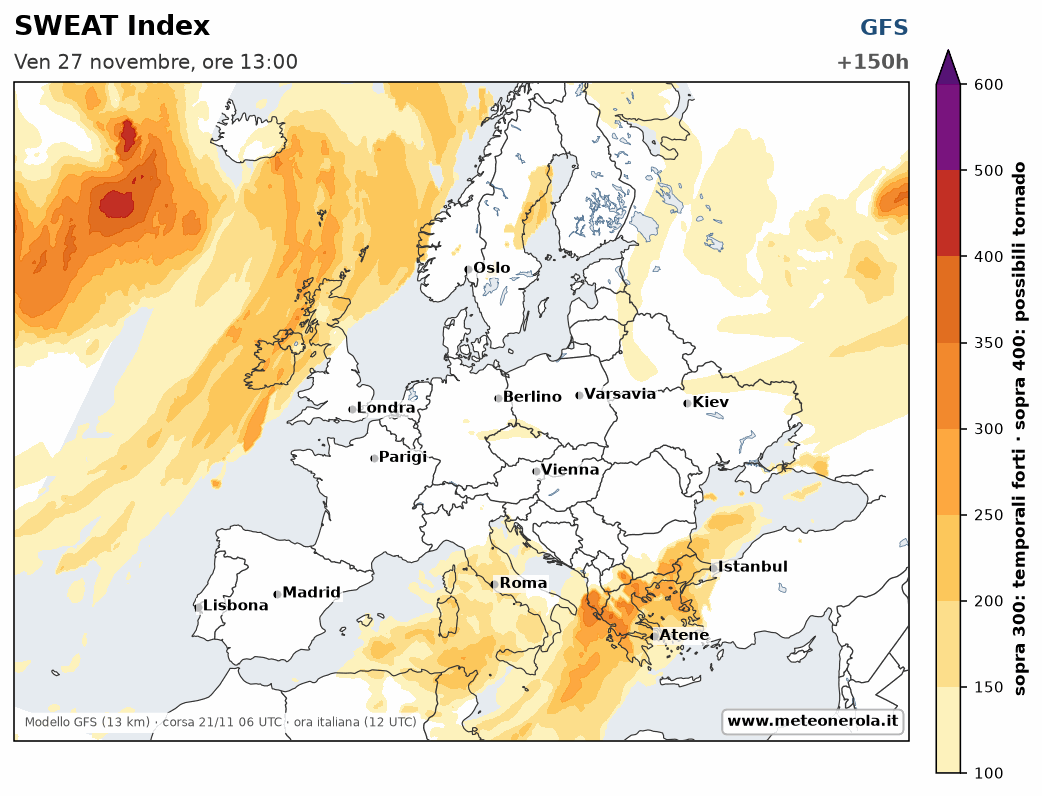 SWEAT Index
GFS
Ven 27 novembre, ore 13:00
+150h
Oslo
Berlino
Varsavia
Kiev
Londra
Parigi
Vienna
Istanbul
Roma
Madrid
Lisbona
Atene
Modello GFS (13 km) · corsa 21/11 06 UTC · ora italiana (12 UTC)
www.meteonerola.it
600
500
400
350
300
250
200
150
100
sopra 300: temporali forti · sopra 400: possibili tornado